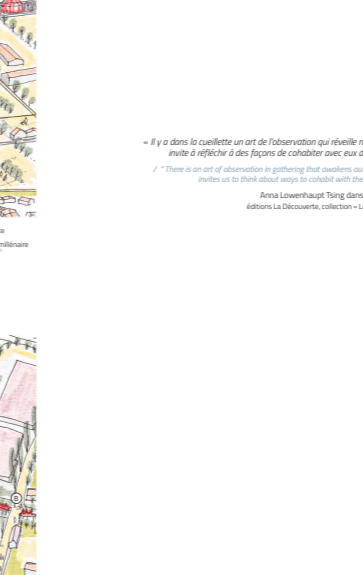 « Il y a dans la cueillette un art de l'observation qui réveille
invite à réfléchir à des façons de cohabiter avec eux
/ " There is an art of observation in gathering that awakens
invites us to think about ways to cohabit with the
Anna Lowenhaupt Tsing dans
éditions La Découverte, collection «
millénaire
B